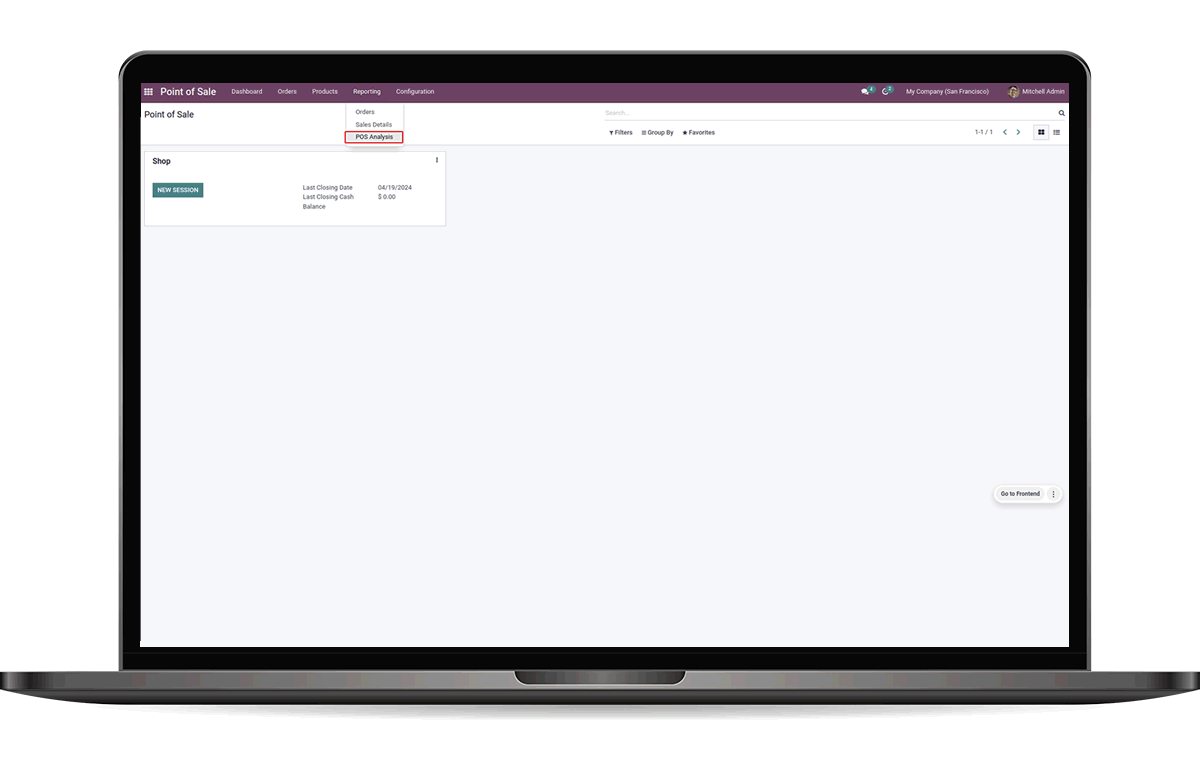 Point of Sale Dashboard Orders Products Reporting Configuration 4 2 My Company (San Francisco) Mitchell Admin
Point of Sale
Orders
Sales Details
POS Analysis
Search...
Filters Group By Favorites
1-1 / 1
Shop
NEW SESSION
Last Closing Date 04/19/2024
Last Closing Cash $ 0.00
Balance
Go to Frontend